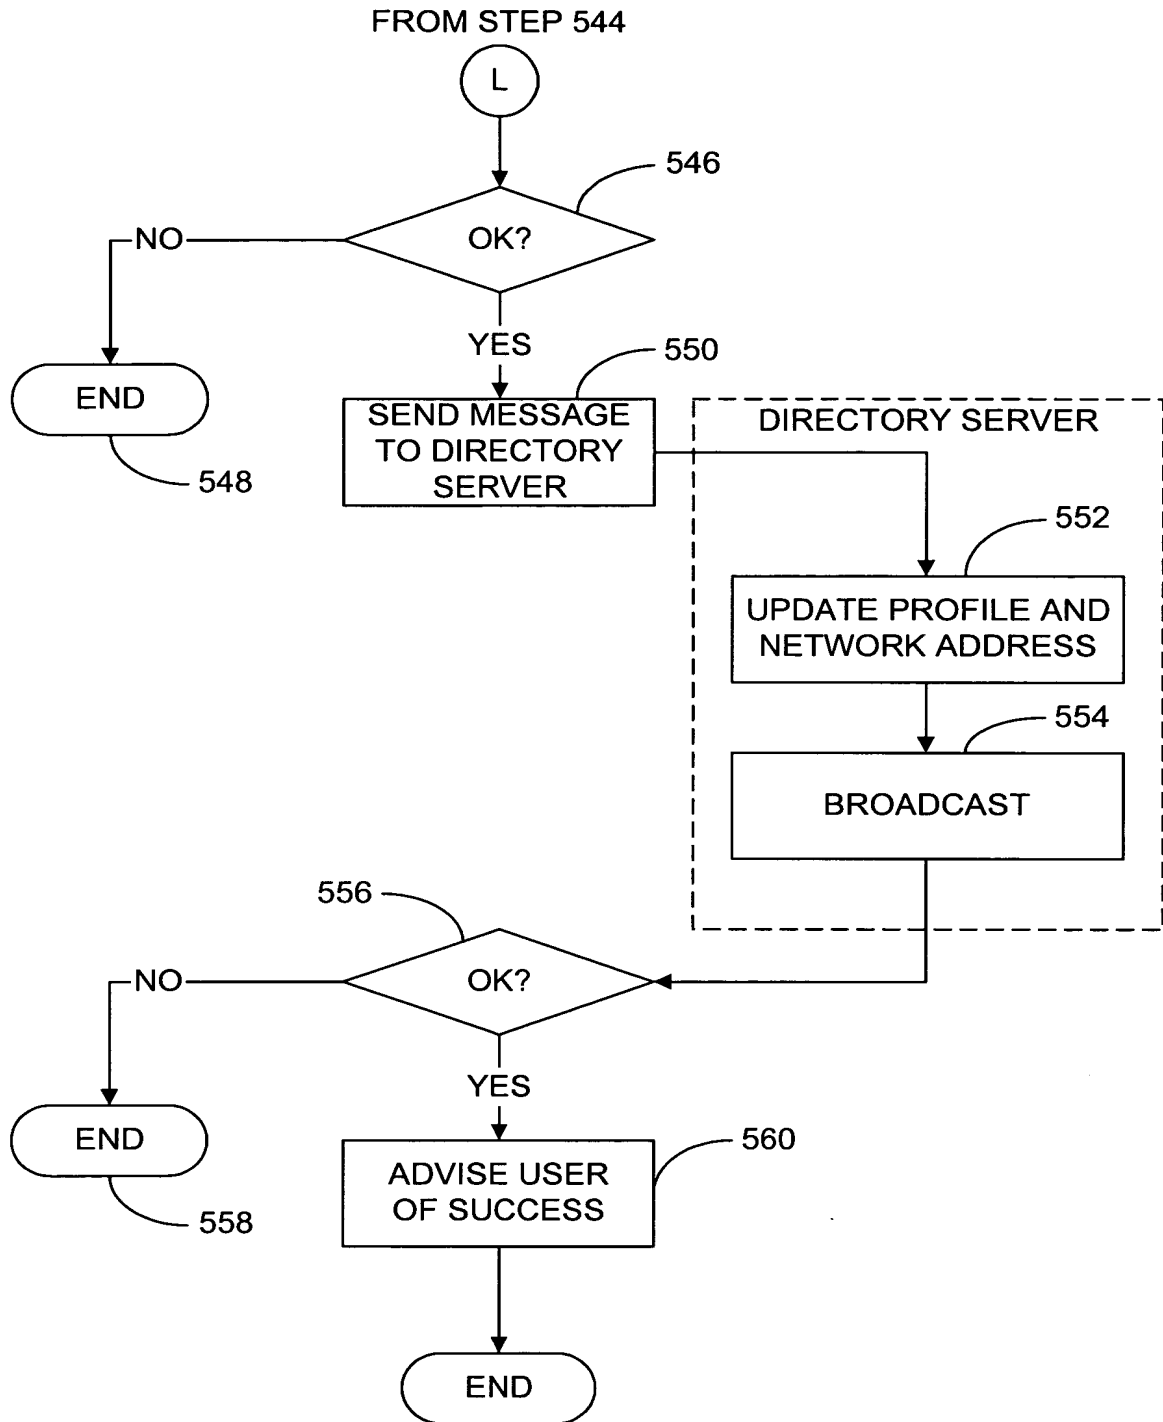 FROM STEP 544
L
546
OK?
NO
YES
550
END
548
SEND MESSAGE
TO DIRECTORY
SERVER
DIRECTORY SERVER
552
UPDATE PROFILE AND
NETWORK ADDRESS
554
BROADCAST
556
OK?
NO
YES
END
558
560
ADVISE USER
OF SUCCESS
END